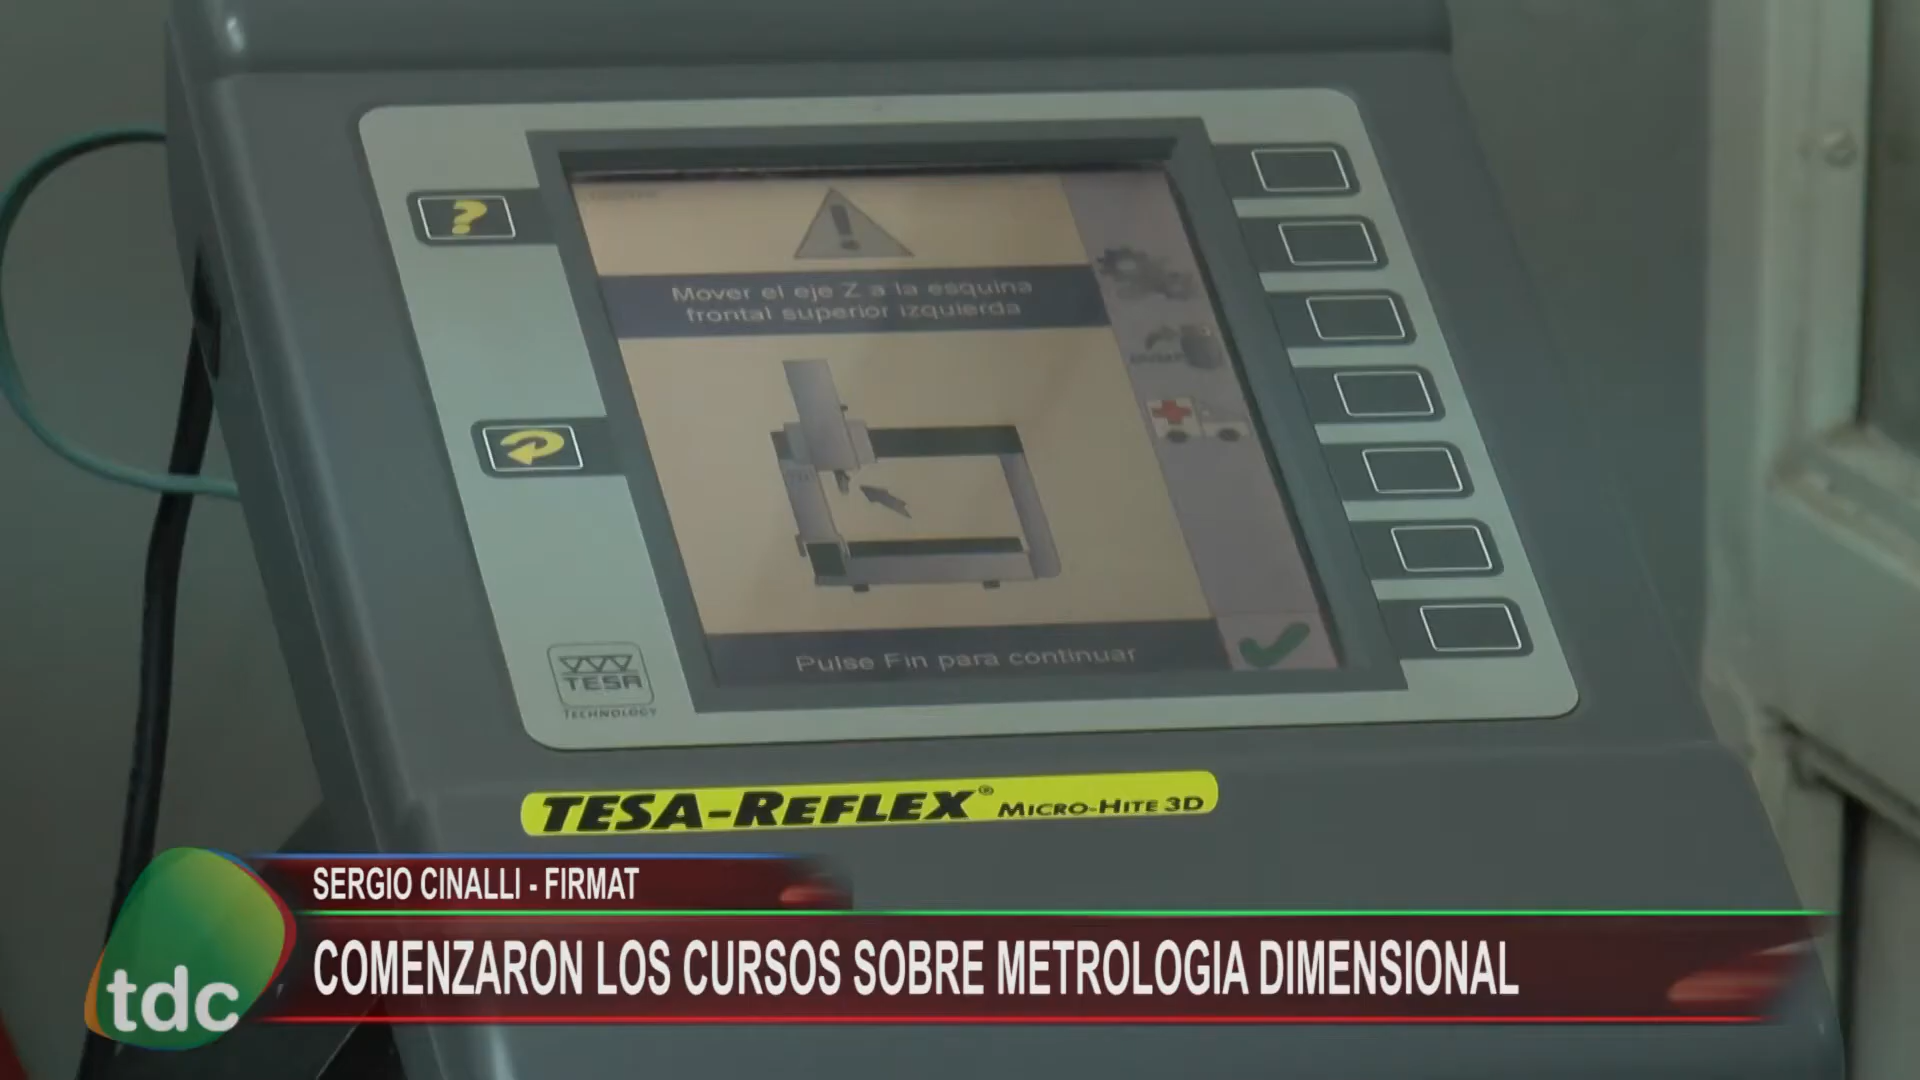 ?
Mover el eje Z a la esquina
frontal superior izquierda
Pulse Fin para continuar
TESA
TECHNOLOGY
TESA-REFLEX® MICRO-HITE 3D
SERGIO CINALLI - FIRMAT
COMENZARON LOS CURSOS SOBRE METROLOGIA DIMENSIONAL
tdc